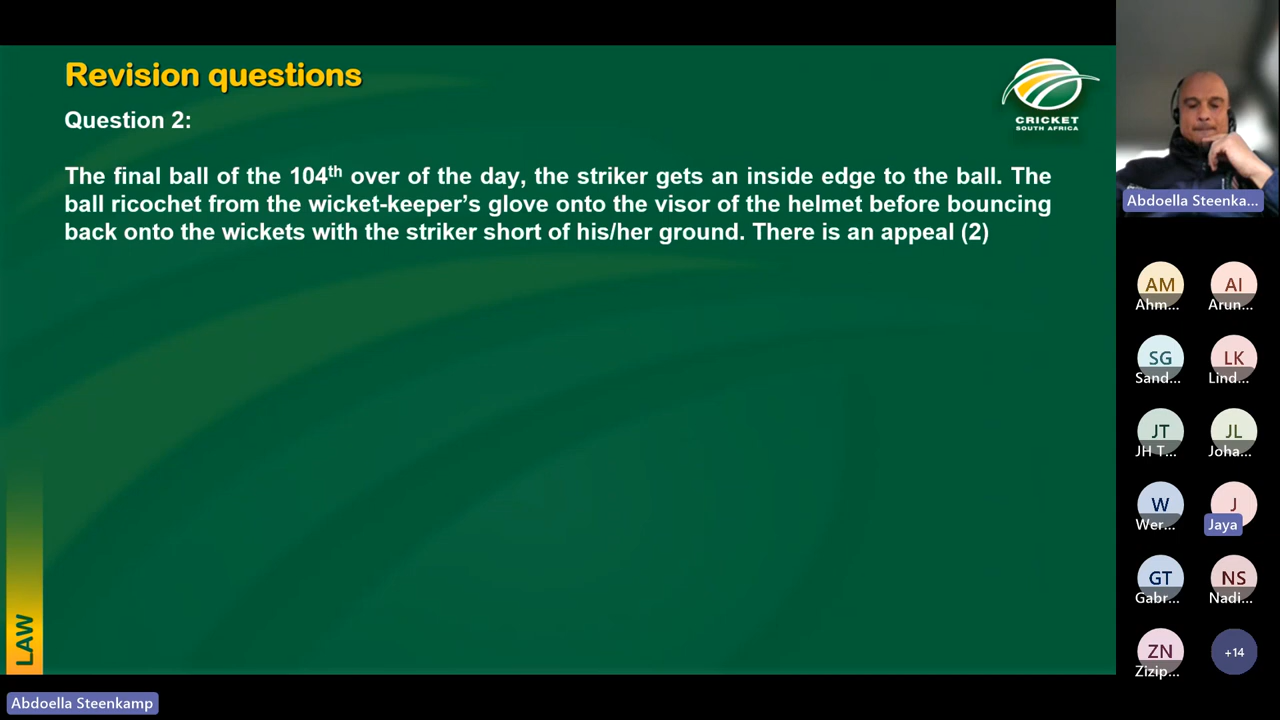 Revision questions
CRICKET
SOUTH AFRICA
Question 2:
The final ball of the 104th over of the day, the striker gets an inside edge to the ball. The
ball ricochet from the wicket-keeper's glove onto the visor of the helmet before bouncing
back onto the wickets with the striker short of his/her ground. There is an appeal (2)
LAW
Abdoella Steenkamp
Abdoella Steenka...
AM
Ahm...
AI
Arun...
SG
Sand...
LK
Lind...
JT
JH T...
JL
Joha...
W
Wer...
J
Jaya
GT
Gabr...
NS
Nadi...
ZN
Zizip...
+14